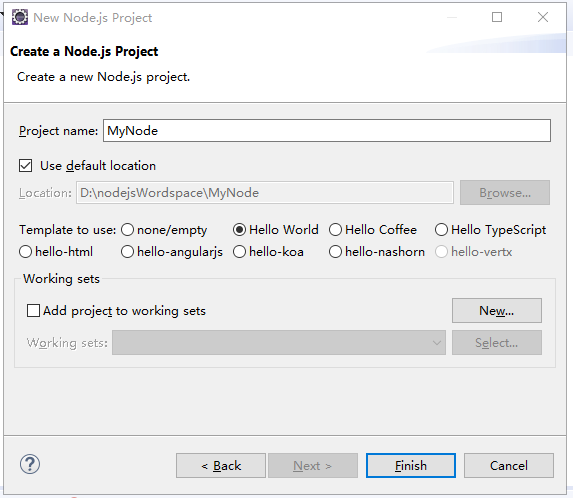 New Node.js Project
Create a Node.js Project
Create a new Node.js project.
Project name: MyNode
Use default location
Location: D:\nodejsWordspace\MyNode Browse...
Template to use: none/empty Hello World Hello Coffee Hello TypeScript
hello-html hello-angularjs hello-koa hello-nashorn hello-vertx
Working sets
Add project to working sets New...
Working sets: Select...
? < Back Next > Finish Cancel